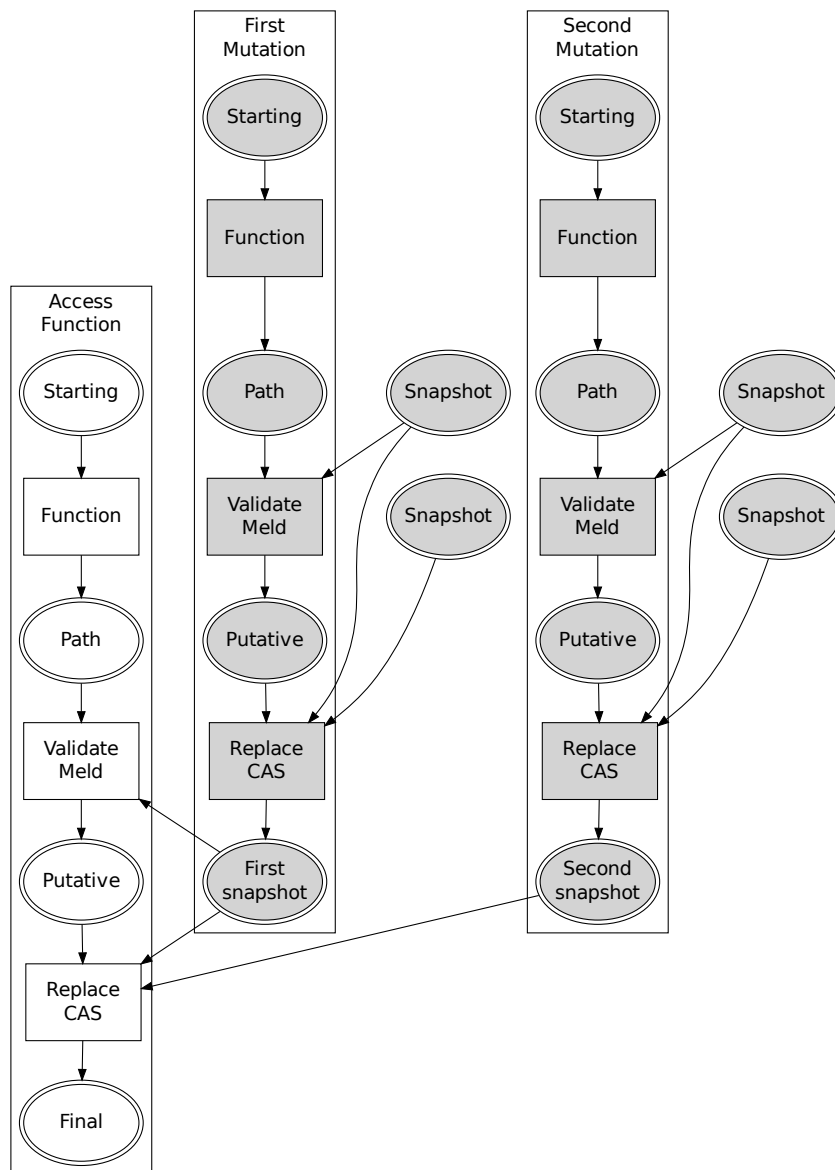 First
Mutation
Starting
Function
Path
Snapshot
Validate
Meld
Snapshot
Putative
Replace
CAS
First
snapshot
Second
Mutation
Starting
Function
Path
Snapshot
Validate
Meld
Snapshot
Putative
Replace
CAS
Second
snapshot
Access
Function
Starting
Function
Path
Validate
Meld
Putative
Replace
CAS
Final